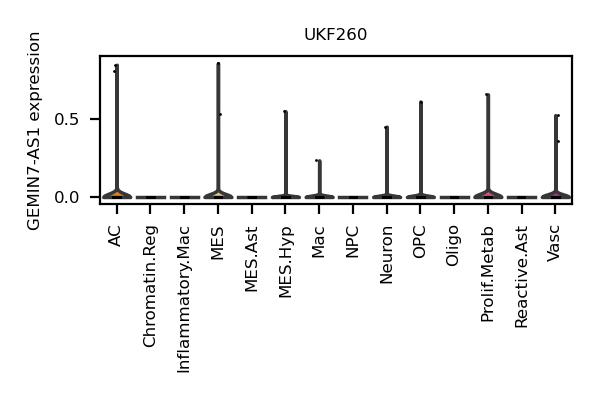 UKF260
GEMIN7-AS1 expression
0.5
0.0
AC
Chromatin.Reg
Inflammatory.Mac
MES
MES.Ast
MES.Hyp
Mac
NPC
Neuron
OPC
Oligo
Prolif.Metab
Reactive.Ast
Vasc